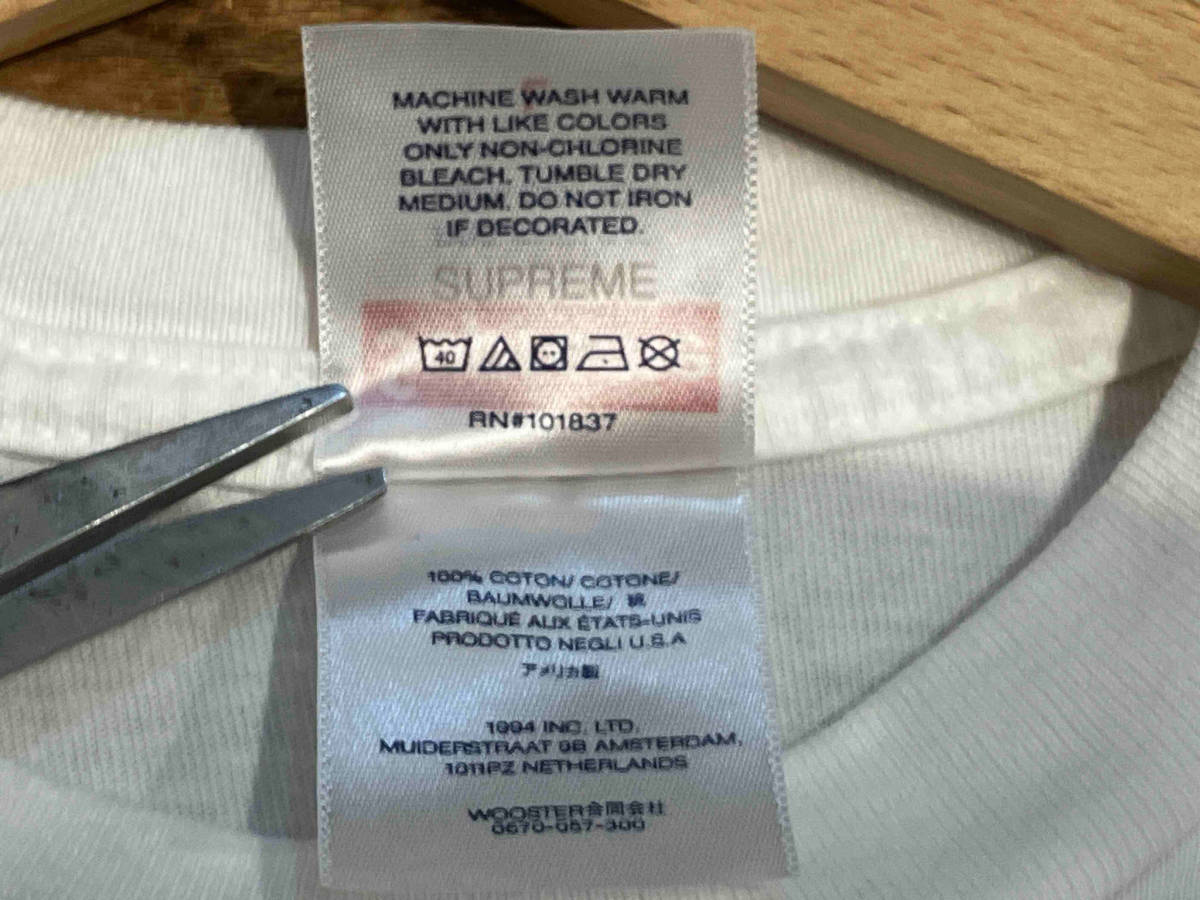 MACHINE WASH WARM
WITH LIKE COLORS
ONLY NON-CHLORINE
BLEACH. TUMBLE DRY
MEDIUM. DO NOT IRON
IF DECORATED.
SUPREME
40
RN#101837
100% COTON/ COTONE/
BAUMWOLLE/ 綿
FABRIQUÉ AUX ÉTATS-UNIS
PRODOTTO NEGLI U.S.A
アメリカ製
1994 INC. LTD.
MUIDERSTRAAT 9B AMSTERDAM,
1011PZ NETHERLANDS
WOOSTER合同会社
0570-057-300